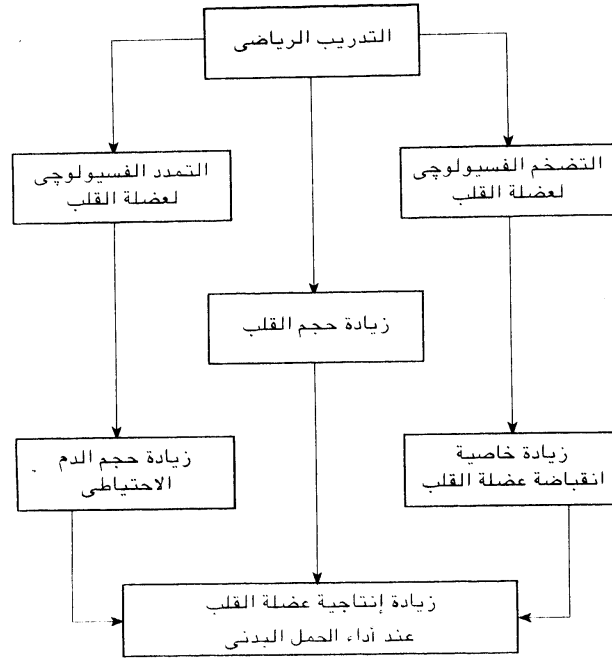 التدريب الرياضى
التضخم الفسيولوچى
لعضلة القلب
التمدد الفسيولوچى
لعضلة القلب
زيادة حجم القلب
زيادة خاصية
انقباضة عضلة القلب
زيادة حجم الدم
الاحتياطى
زيادة إنتاجية عضلة القلب
عند أداء الحمل البدنى